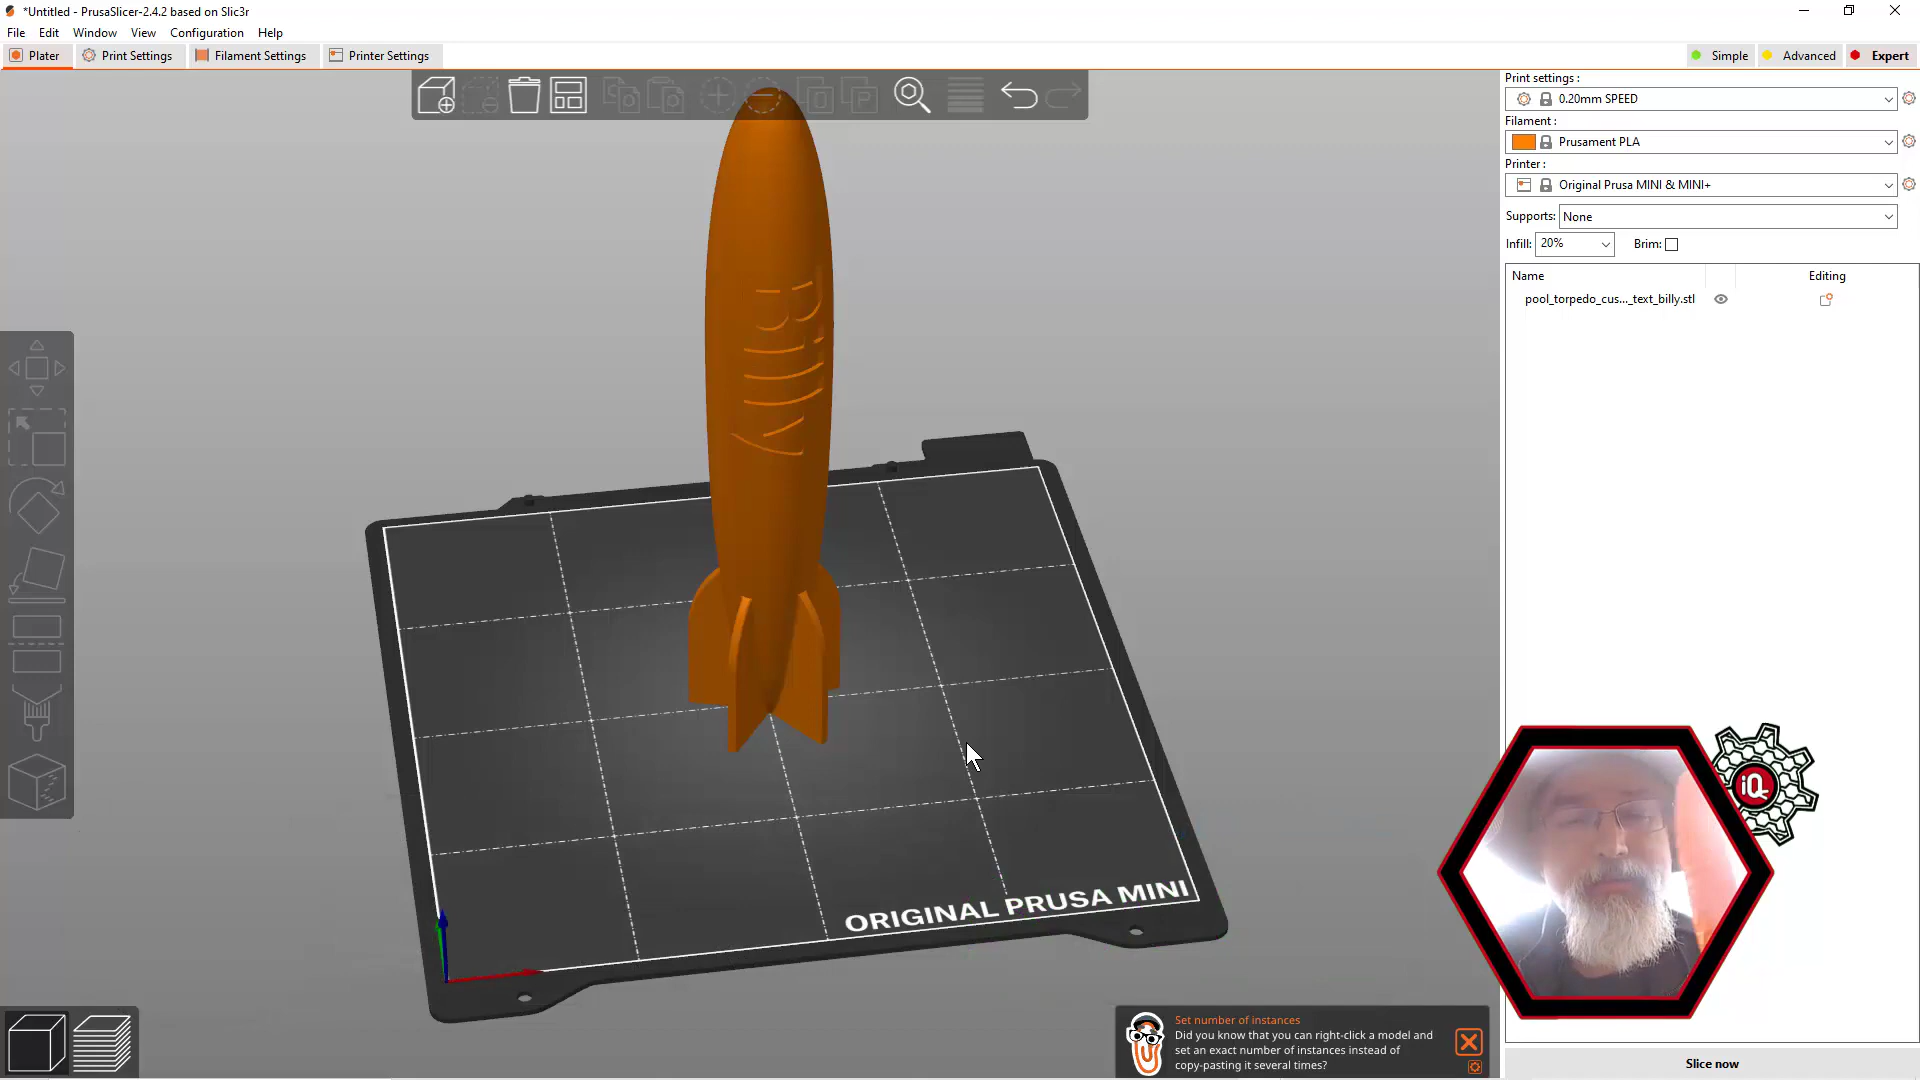 *Untitled - PrusaSlicer-2.4.2 based on Slic3r
File Edit Window View Configuration Help
Plater Print Settings Filament Settings Printer Settings Simple Advanced Expert
Print settings :
0.20mm SPEED
Filament :
Prusament PLA
Printer :
Original Prusa MINI & MINI+
Supports: None
Infill: 20% Brim:
Name Editing
pool_torpedo_cus..._text_billy.stl
Billy
ORIGINAL PRUSA MINI
iQ
Set number of instances
Did you know that you can right-click a model and
set an exact number of instances instead of
copy-pasting it several times?
Slice now